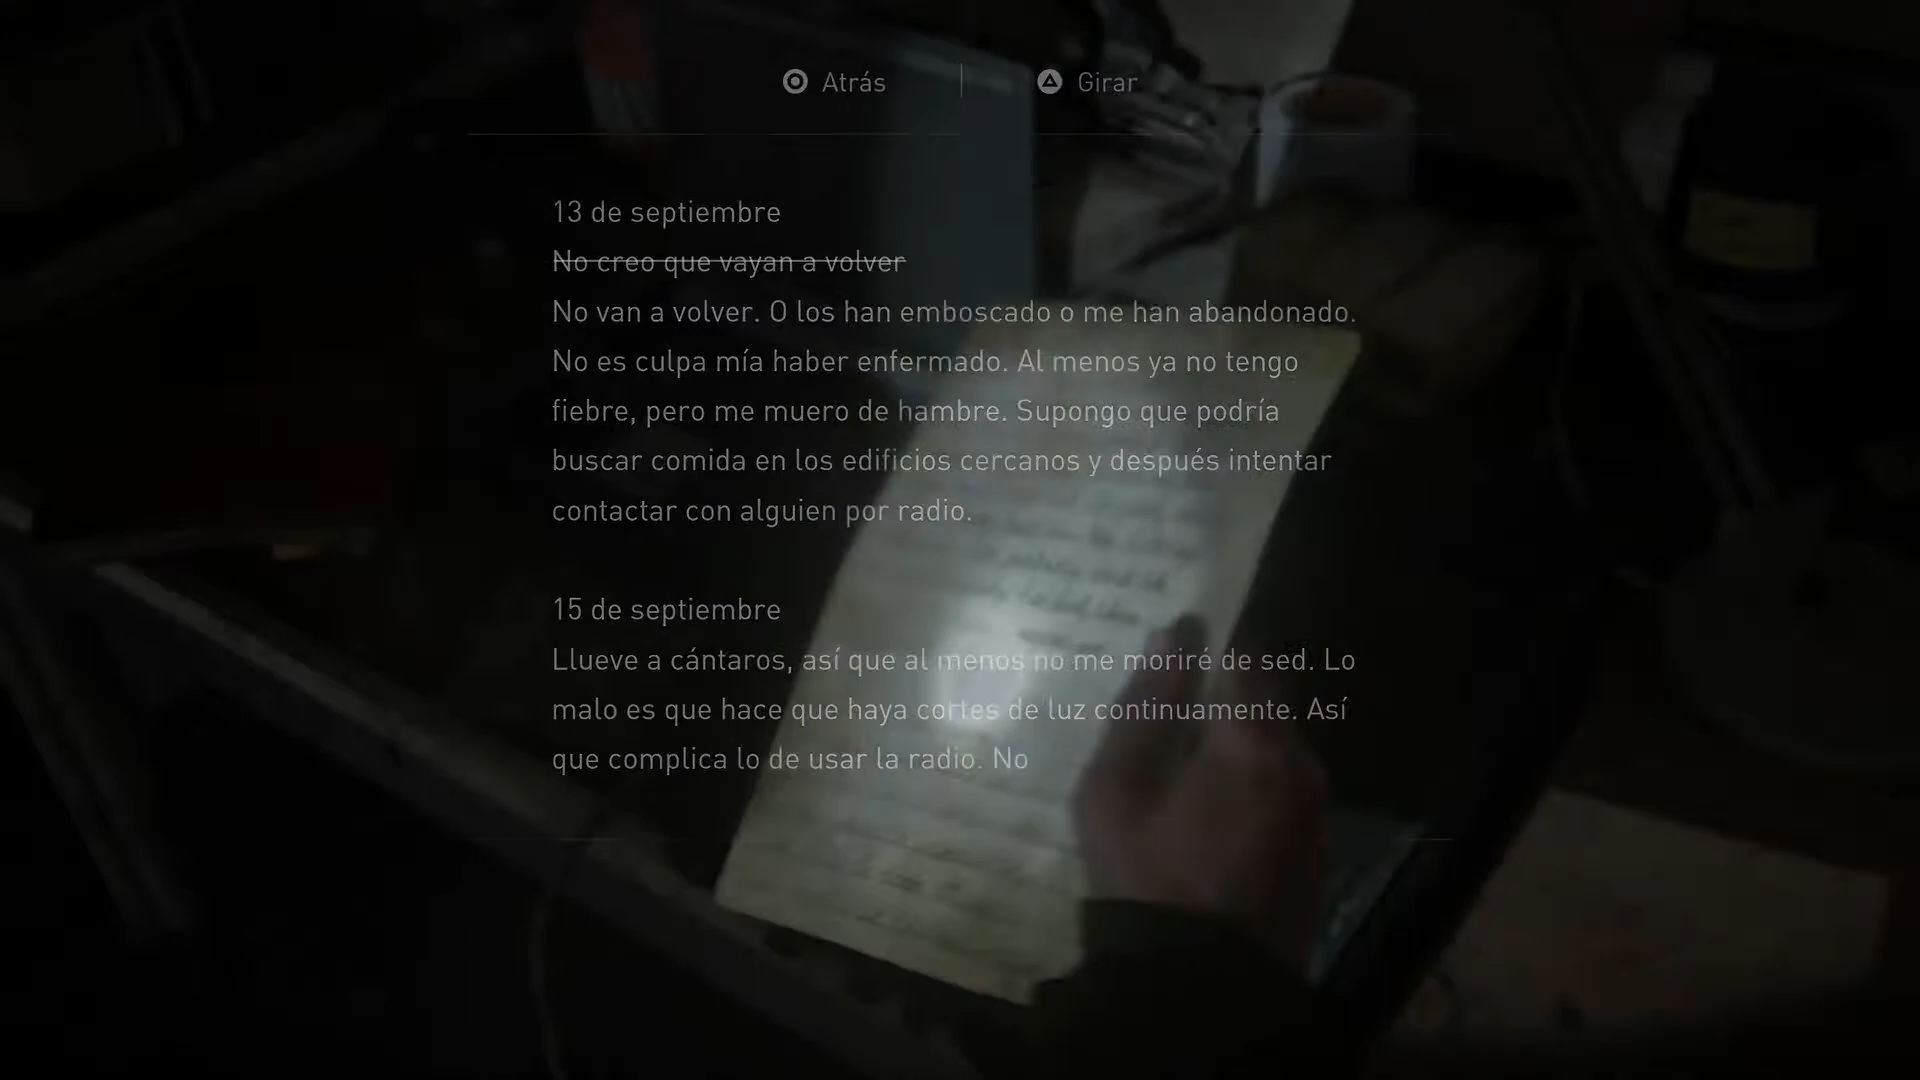 Atrás
Girar
13 de septiembre
No creo que vayan a volver
No van a volver. O los han emboscado o me han abandonado.
No es culpa mía haber enfermado. Al menos ya no tengo
fiebre, pero me muero de hambre. Supongo que podría
buscar comida en los edificios cercanos y después intentar
contactar con alguien por radio.
15 de septiembre
Llueve a cántaros, así que al menos no me moriré de sed. Lo
malo es que hace que haya cortes de luz continuamente. Así
que complica lo de usar la radio. No